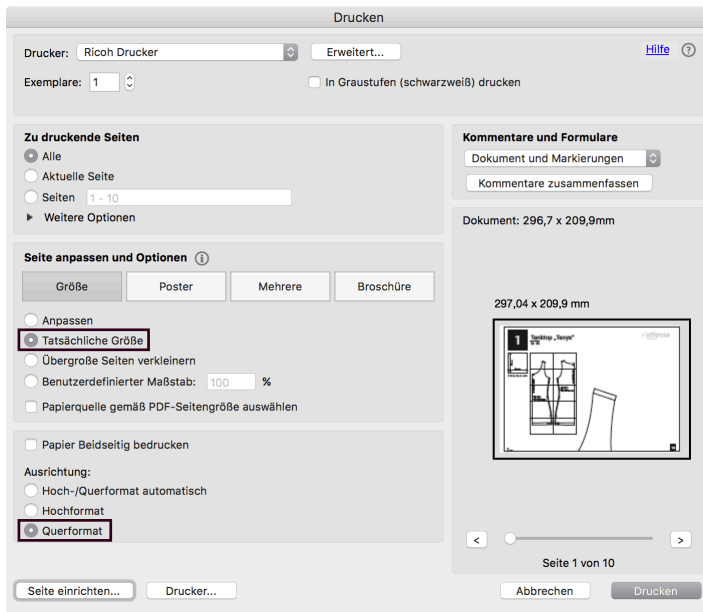 Drucken
Drucker: Ricoh Drucker Erweitert... Hilfe ?
Exemplare: 1 In Graustufen (schwarzweiß) drucken
Zu druckende Seiten
Alle
Aktuelle Seite
Seiten 1 - 10
Weitere Optionen
Kommentare und Formulare
Dokument und Markierungen
Kommentare zusammenfassen
Seite anpassen und Optionen i
Größe Poster Mehrere Broschüre
Anpassen
Tatsächliche Größe
Übergroße Seiten verkleinern
Benutzerdefinierter Maßstab: 100 %
Papierquelle gemäß PDF-Seitengröße auswählen
Papier Beidseitig bedrucken
Ausrichtung:
Hoch-/Querformat automatisch
Hochformat
Querformat
Dokument: 296,7 x 209,9mm
297,04 x 209,9 mm
1 Tanktop „Tanya"
< >
Seite 1 von 10
Seite einrichten... Drucker... Abbrechen Drucken